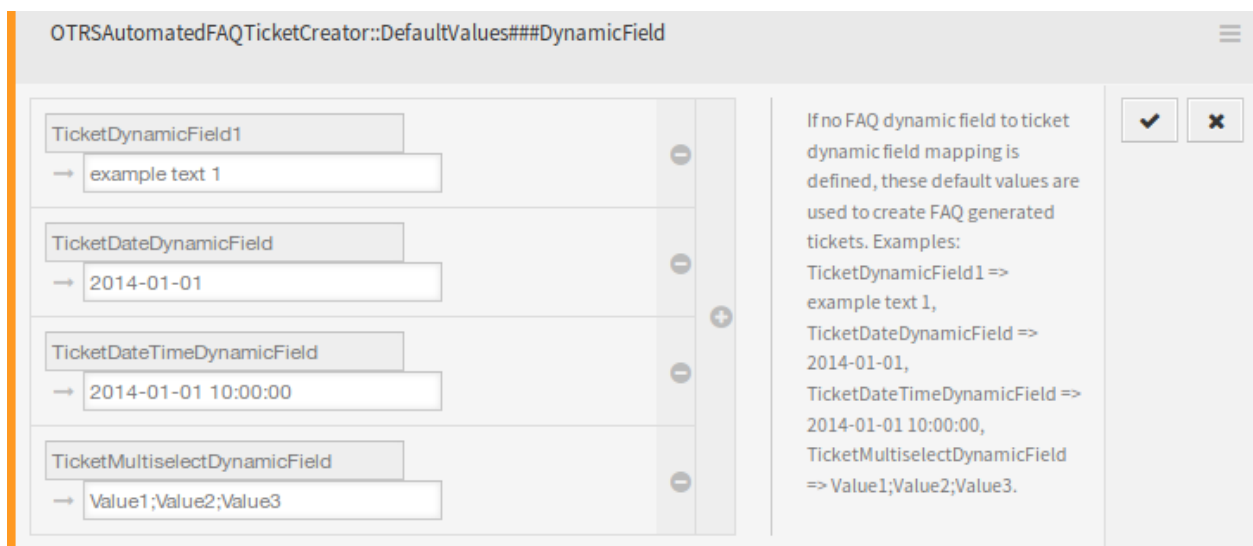 OTRSAutomatedFAQTicketCreator::DefaultValues###DynamicField
TicketDynamicField1
→ example text 1
TicketDateDynamicField
→ 2014-01-01
TicketDateTimeDynamicField
→ 2014-01-01 10:00:00
TicketMultiselectDynamicField
→ Value1;Value2;Value3
If no FAQ dynamic field to ticket
dynamic field mapping is
defined, these default values are
used to create FAQ generated
tickets. Examples:
TicketDynamicField1 =>
example text 1,
TicketDateDynamicField =>
2014-01-01,
TicketDateTimeDynamicField =>
2014-01-01 10:00:00,
TicketMultiselectDynamicField
=> Value1;Value2;Value3.